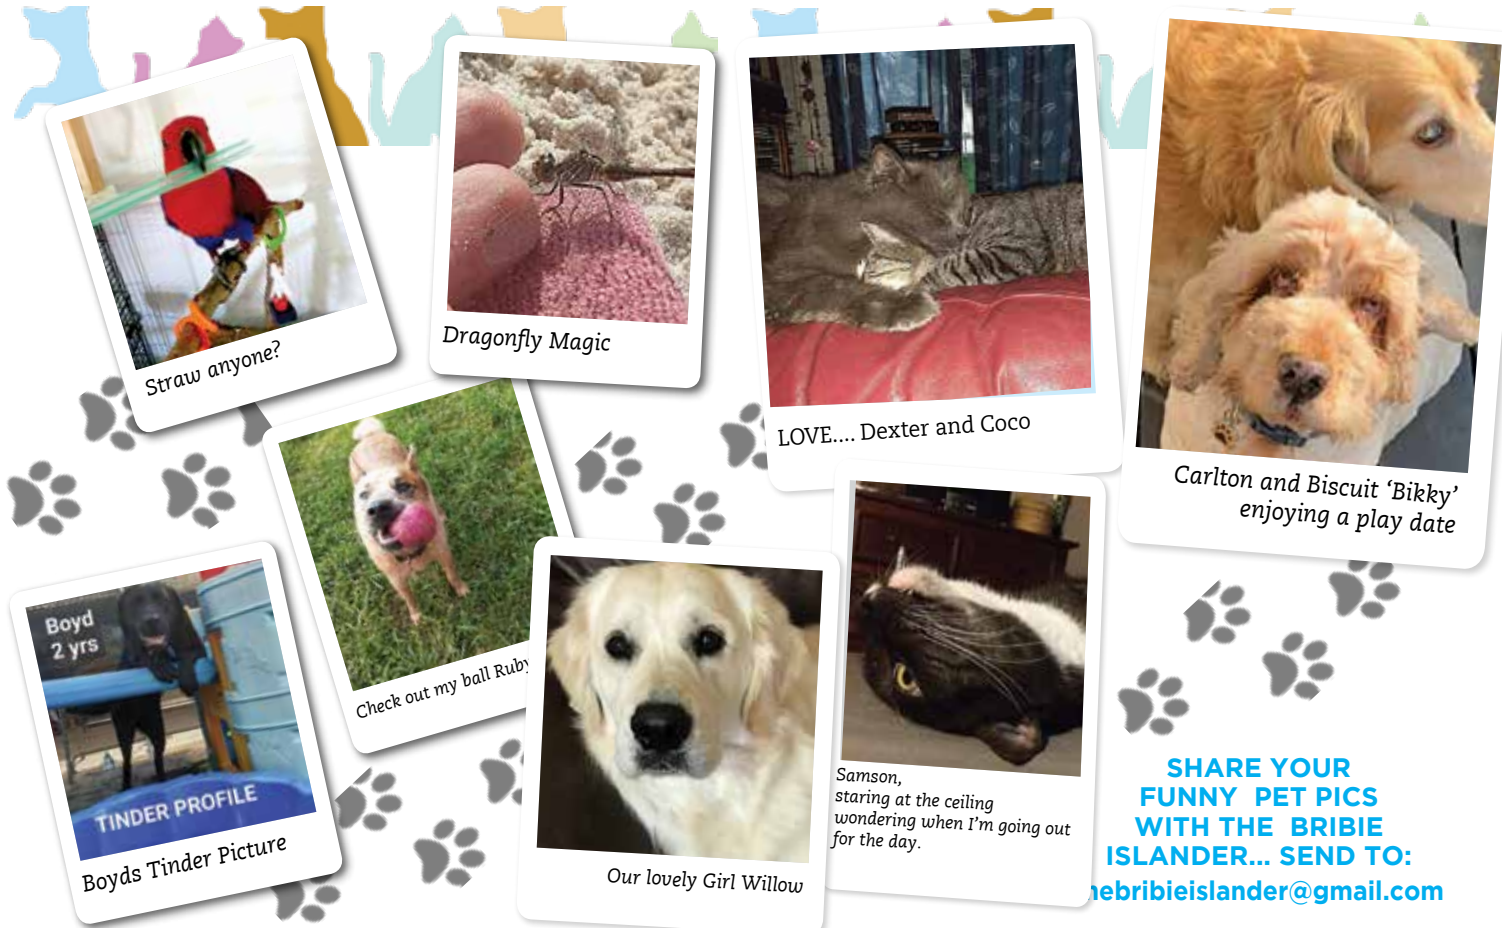 Straw anyone?
Dragonfly Magic
LOVE.... Dexter and Coco
Carlton and Biscuit ‘Bikky’
enjoying a play date
Check out my ball Ruby
Boyd
2 yrs
TINDER PROFILE
Boyds Tinder Picture
Our lovely Girl Willow
Samson,
staring at the ceiling
wondering when I'm going out
for the day.
SHARE YOUR
FUNNY PET PICS
WITH THE BRIBIE
ISLANDER... SEND TO:
hebribieislander@gmail.com